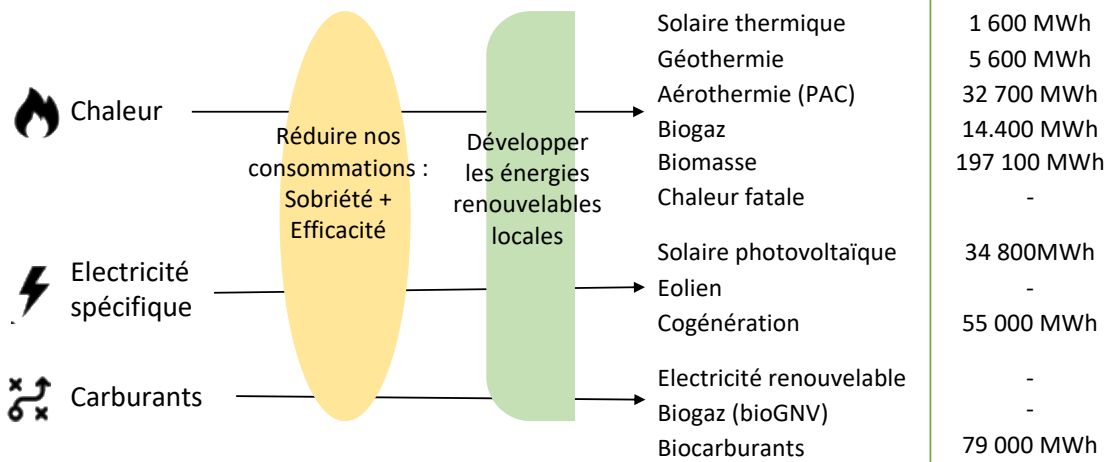 Chaleur
Electricité
spécifique
Carburants
Réduire nos
consommations :
Sobriété +
Efficacité
Développer
les énergies
renouvelables
locales
Solaire thermique 1 600 MWh
Géothermie 5 600 MWh
Aérothermie (PAC) 32 700 MWh
Biogaz 14.400 MWh
Biomasse 197 100 MWh
Chaleur fatale -
Solaire photovoltaïque 34 800MWh
Eolien -
Cogénération 55 000 MWh
Electricité renouvelable -
Biogaz (bioGNV) -
Biocarburants 79 000 MWh